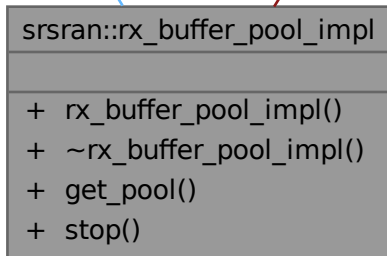 srsran::rx_buffer_pool_impl
+ rx_buffer_pool_impl()
+ ~rx_buffer_pool_impl()
+ get_pool()
+ stop()